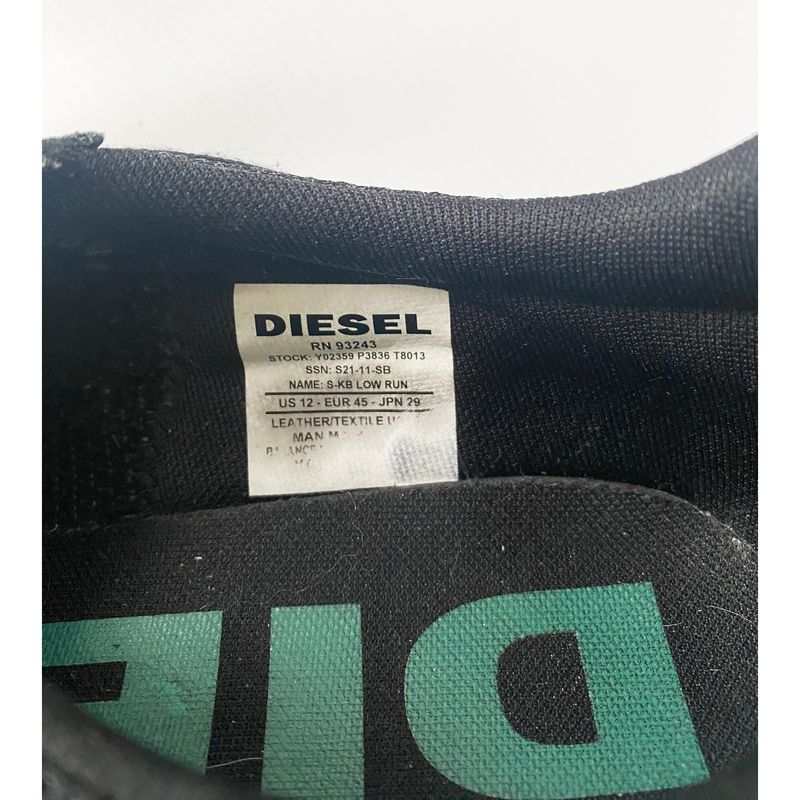 DIESEL
RN 93243
STOCK: Y02359 P3836 T8013
SSN: S21-11-SB
NAME: S-KB LOW RUN
US 12 - EUR 45 - JPN 29
LEATHER/TEXTILE
MAN
DIE